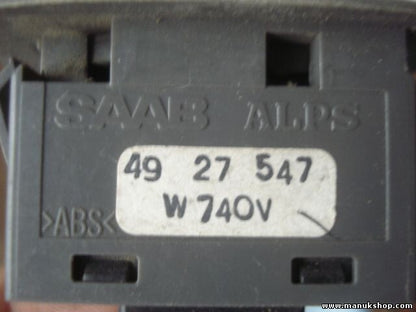 SAAB ALPS
49 27 547
W 740V
>ABS<
www.manukshop.com